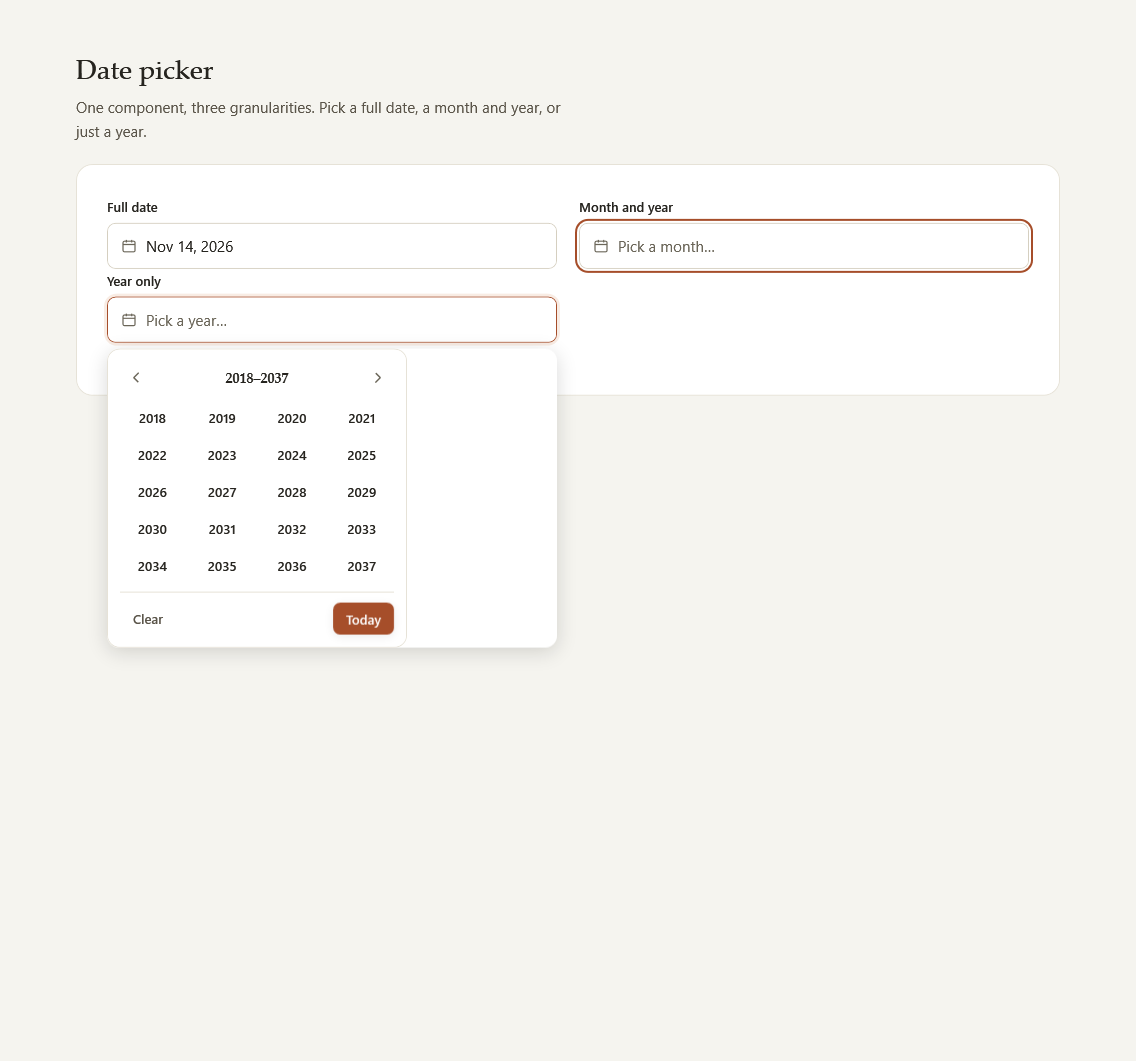 Date picker
One component, three granularities. Pick a full date, a month and year, or
just a year.
Full date
Month and year
Nov 14, 2026
Pick a month...
Year only
Pick a year...
2018–2037
2018 2019 2020 2021
2022 2023 2024 2025
2026 2027 2028 2029
2030 2031 2032 2033
2034 2035 2036 2037
Clear
Today